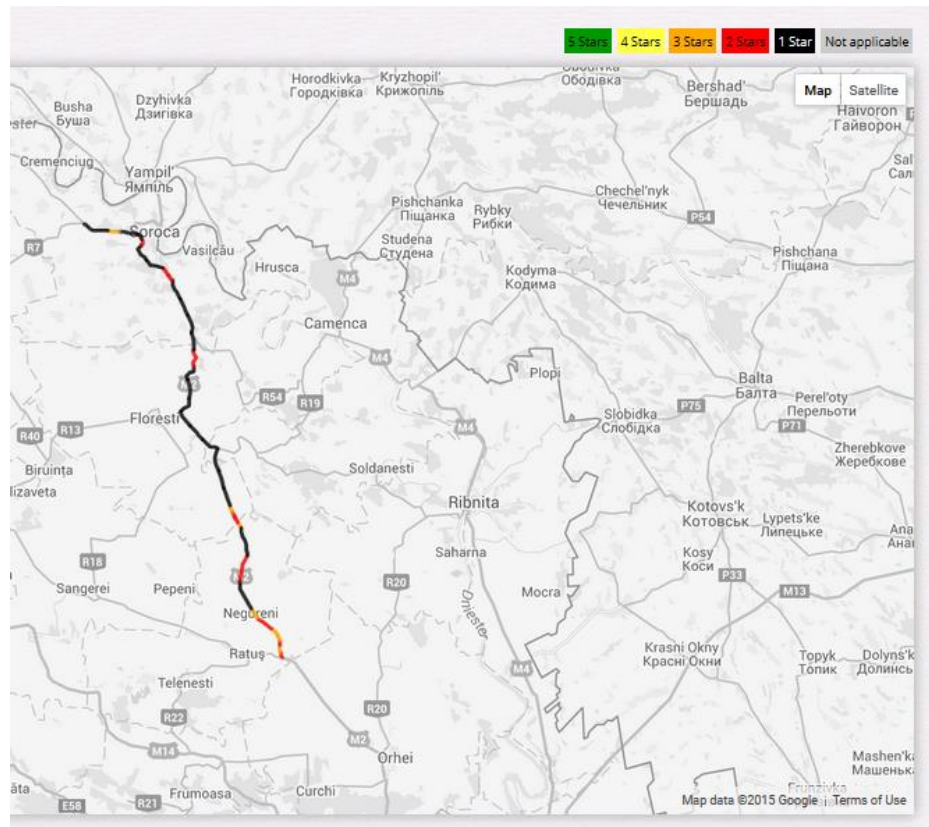 5 Stars 4 Stars 3 Stars 2 Stars 1 Star Not applicable
Map Satellite
Horodkivka
Городківка
Kryzhopil'
Крижопіль
Ободівка
Bershad'
Бершадь
Haivoron
Гайворон
Busha
Буша
Dzyhivka
Дзигівка
Cremenciug
Yampil'
Ямпіль
Chechel'nyk
Чечельник
P54
Pishchanka
Піщанка
Rybky
Рибки
R7
Soroca
Vasilcău
Studena
Студена
Pishchana
Піщана
Hrusca
M4
Kodyma
Кодима
Camenca
M4
Plopi
Balta
Балта
R54
R19
Perel'oty
Перельоти
P75
P71
Floresti
Slobidka
Слобідка
R40
R13
M4
Zherebkove
Жеребкове
Biruința
lizaveta
Soldanesti
Ribnita
Kotovs'k
Котовськ
Lypets'ke
Липецьке
Saharna
Kosy
Коси
R18
P33
Sangerei
Pepeni
R20
Mocra
M13
Dniester
Negureni
Krasni Okny
Красні Окни
Ratuș
M4
Topyk
Топик
Telenesti
R22
R20
M2
M14
Orhei
Frumoasa
Curchi
E58
R21
Map data ©2015 Google
Terms of Use